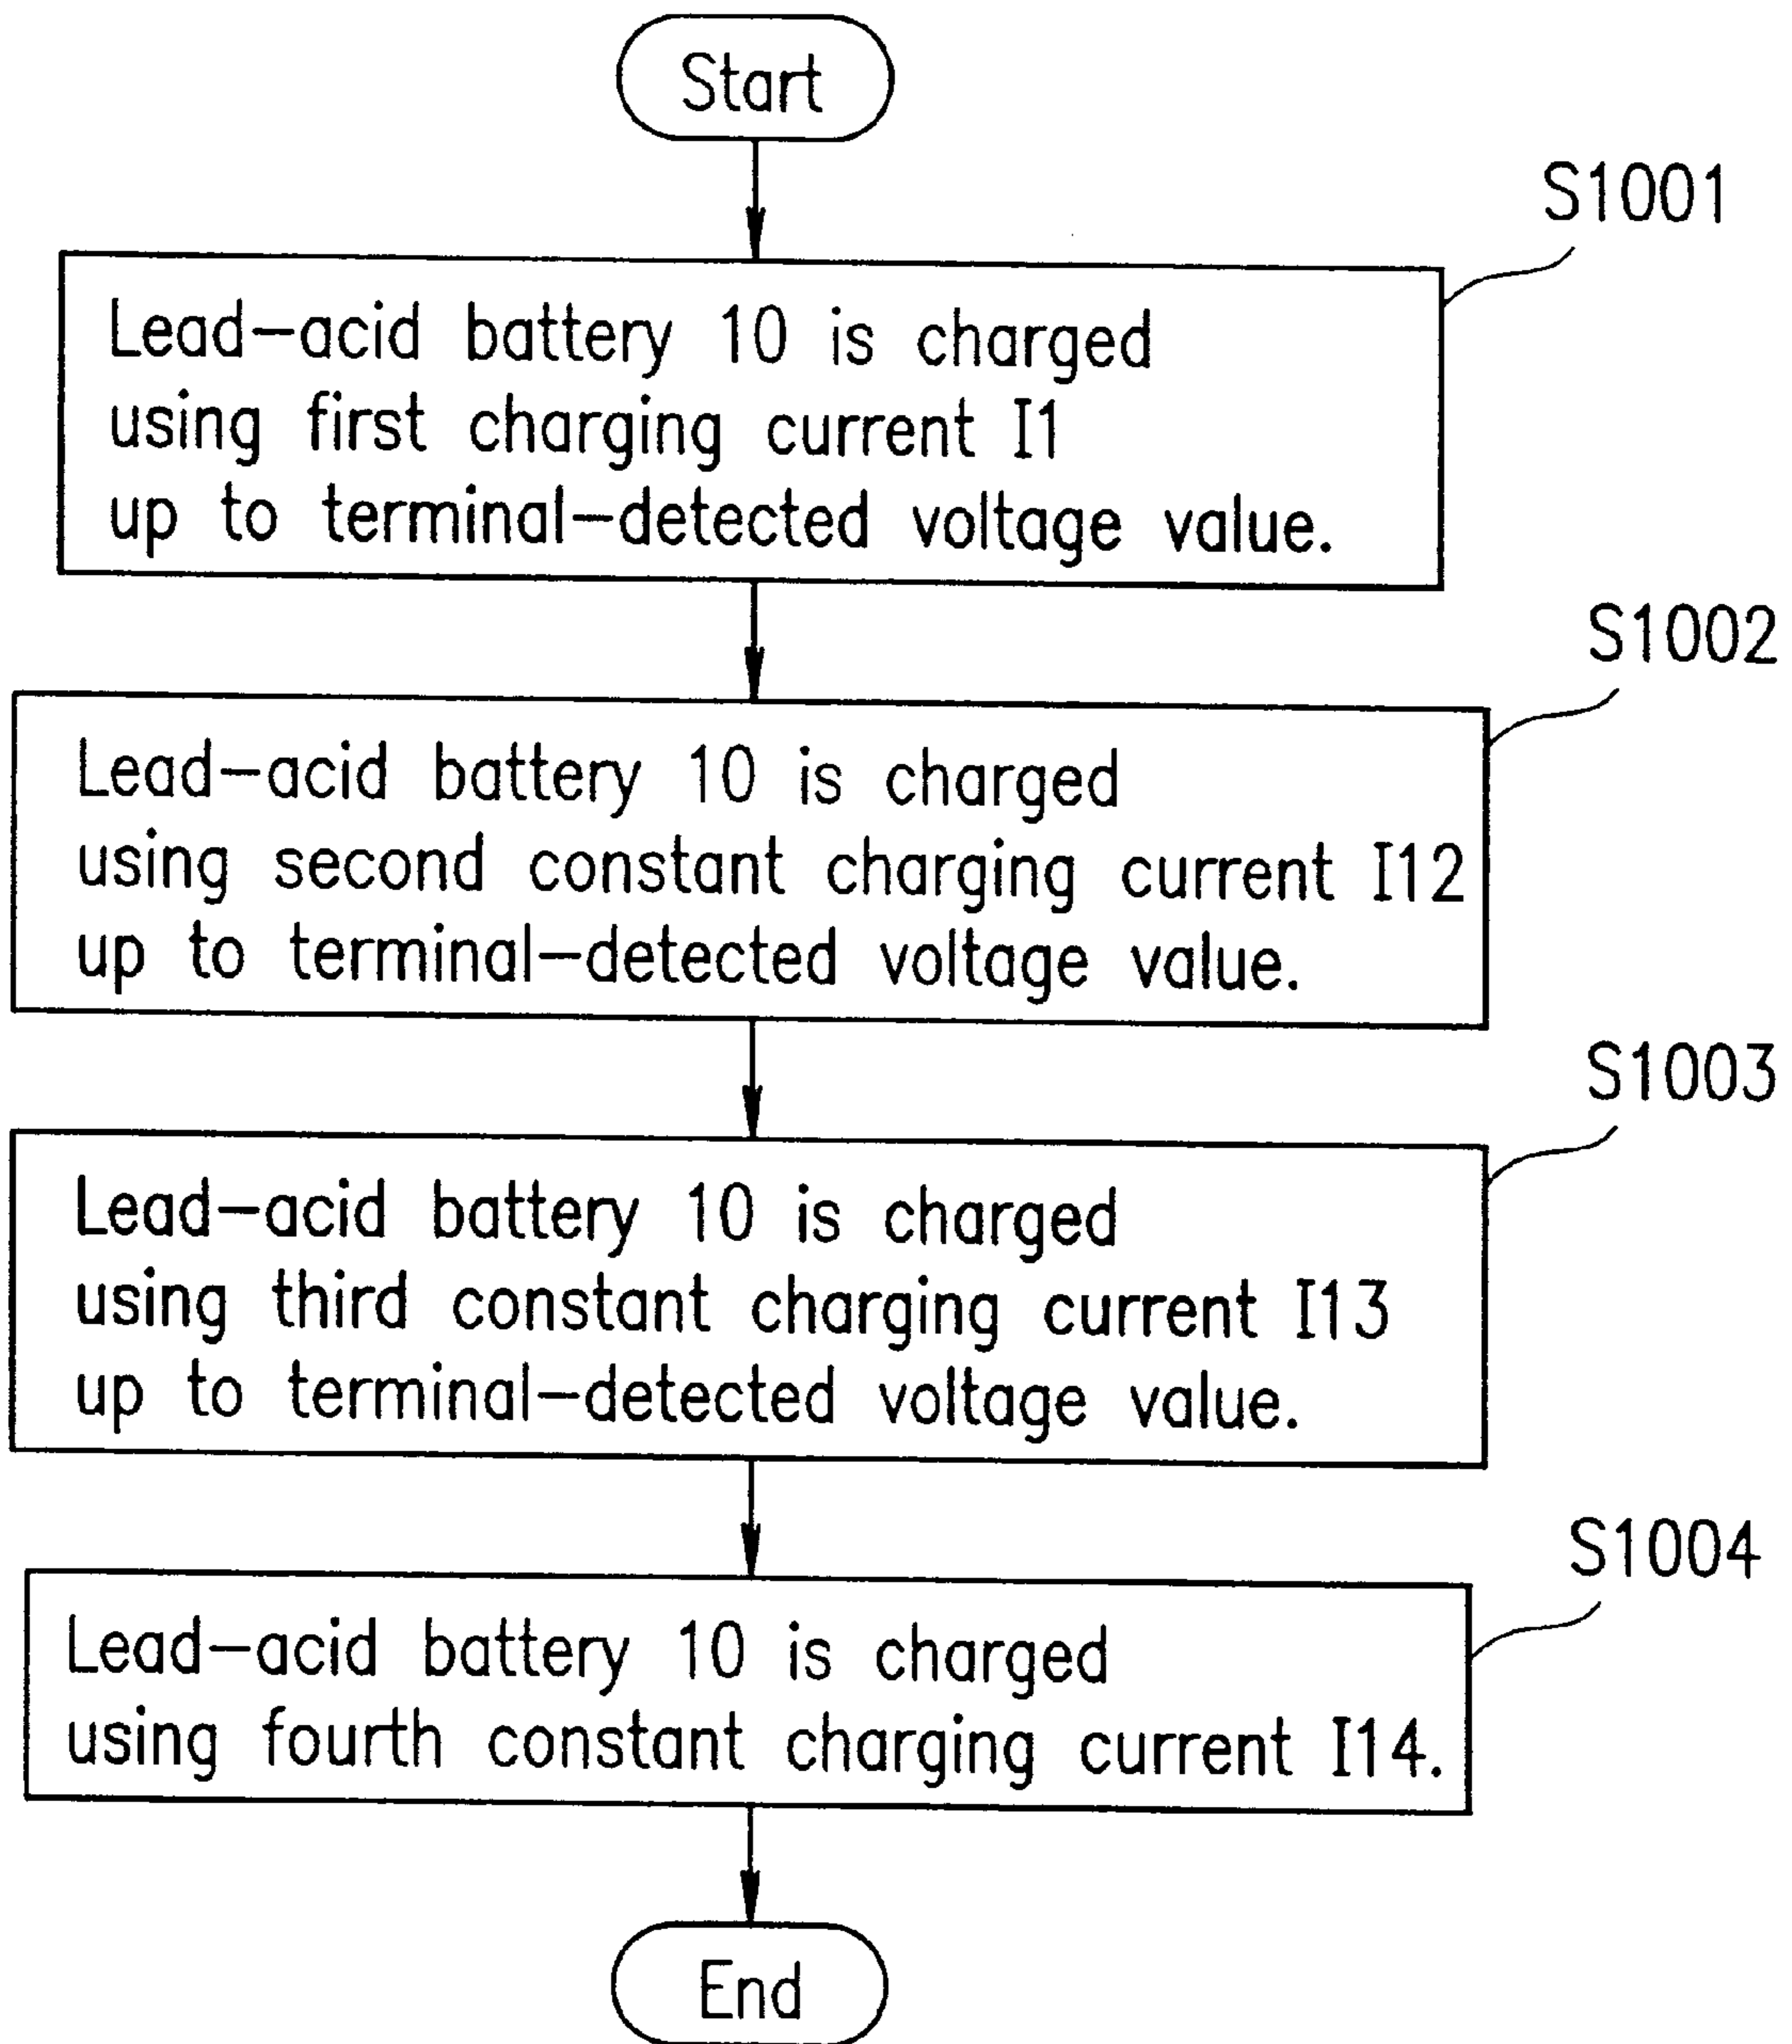 Start
S1001
Lead-acid battery 10 is charged
using first charging current I1
up to terminal-detected voltage value.
S1002
Lead-acid battery 10 is charged
using second constant charging current I12
up to terminal-detected voltage value.
S1003
Lead-acid battery 10 is charged
using third constant charging current I13
up to terminal-detected voltage value.
S1004
Lead-acid battery 10 is charged
using fourth constant charging current I14.
End